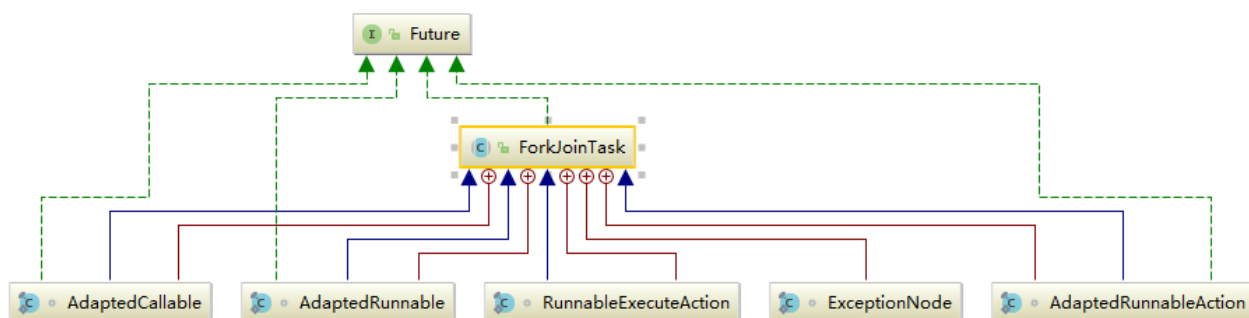 I Future
C ForkJoinTask
C AdaptedCallable
C AdaptedRunnable
C RunnableExecuteAction
C ExceptionNode
C AdaptedRunnableAction